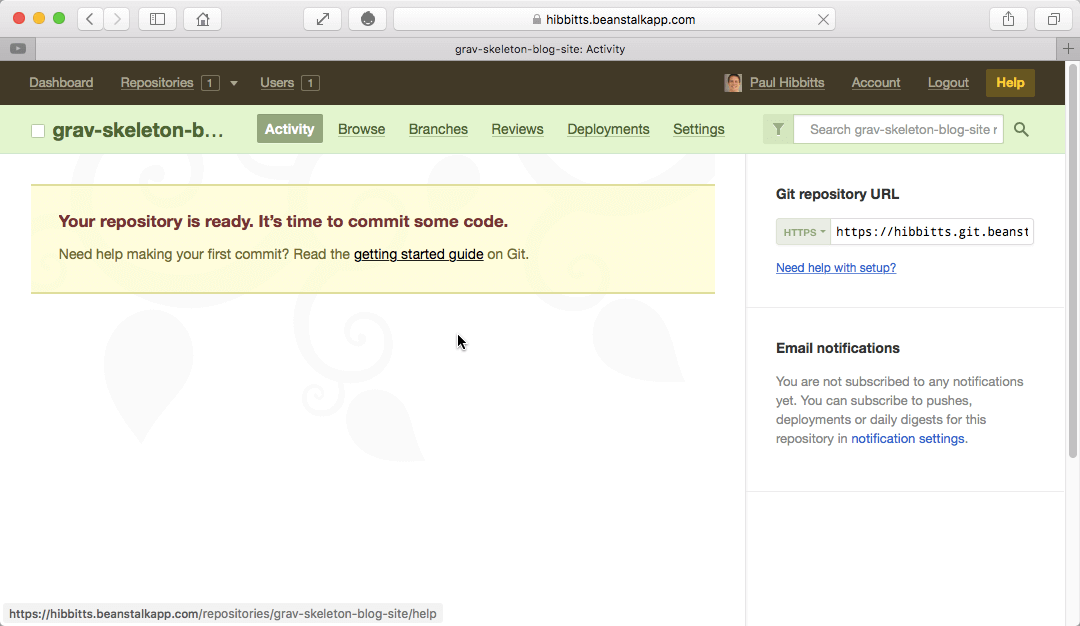 hibbitts.beanstalkapp.com
grav-skeleton-blog-site: Activity
Dashboard Repositories 1 Users 1 Paul Hibbitts Account Logout Help
grav-skeleton-b... Activity Browse Branches Reviews Deployments Settings Search grav-skeleton-blog-site r
Your repository is ready. It's time to commit some code.
Need help making your first commit? Read the getting started guide on Git.
Git repository URL
HTTPS https://hibbitts.git.beanst
Need help with setup?
Email notifications
You are not subscribed to any notifications
yet. You can subscribe to pushes,
deployments or daily digests for this
repository in notification settings.
https://hibbitts.beanstalkapp.com/repositories/grav-skeleton-blog-site/help